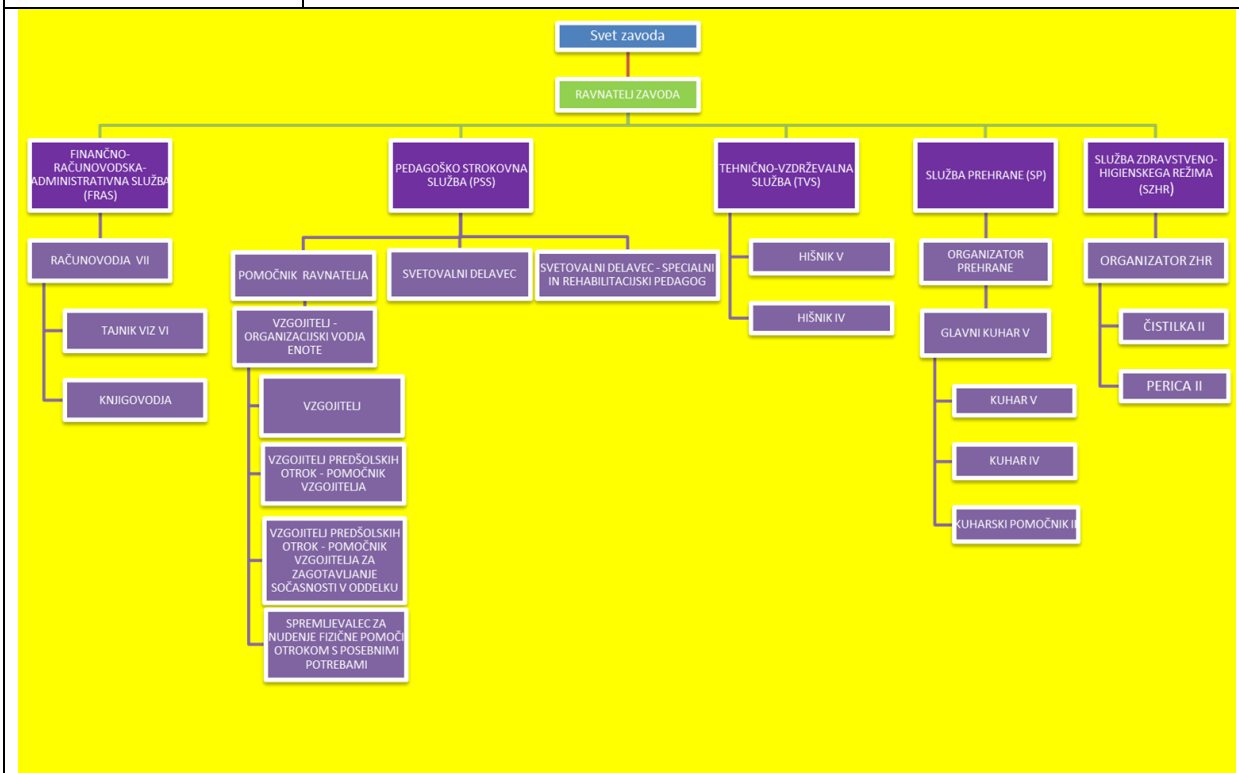 Svet zavoda
RAVNATELJ ZAVODA
FINANČNO-
RAČUNOVODSKA-
ADMINISTRATIVNA SLUŽBA
(FRAS)
RAČUNOVODJA VII
TAJNIK VIZ VI
KNJIGOVODJA
PEDAGOŠKO STROKOVNA
SLUŽBA (PSS)
POMOČNIK RAVNATELJA
VZGOJITELJ -
ORGANIZACIJSKI VODJA
ENOTE
VZGOJITELJ
VZGOJITELJ PREDŠOLSKIH
OTROK - POMOČNIK
VZGOJITELJA
VZGOJITELJ PREDŠOLSKIH
OTROK - POMOČNIK
VZGOJITELJA ZA
ZAGOTAVLJANJE
SOČASNOSTI V ODDELKU
SPREMLJEVALEC ZA
NUDENJE FIZIČNE POMOČI
OTROKOM S POSEBNIMI
POTREBAMI
SVETOVALNI DELAVEC
SVETOVALNI DELAVEC - SPECIALNI
IN REHABILITACIJSKI PEDAGOG
TEHNIČNO-VZDRŽEVALNA
SLUŽBA (TVS)
HIŠNIK V
HIŠNIK IV
SLUŽBA PREHRANE (SP)
ORGANIZATOR
PREHRANE
GLAVNI KUHAR V
KUHAR V
KUHAR IV
KUHARSKI POMOČNIK II
SLUŽBA ZDRAVSTVENO-
HIGIENSKEGA REŽIMA
(SZHR)
ORGANIZATOR ZHR
ČISTILKA II
PERICA II